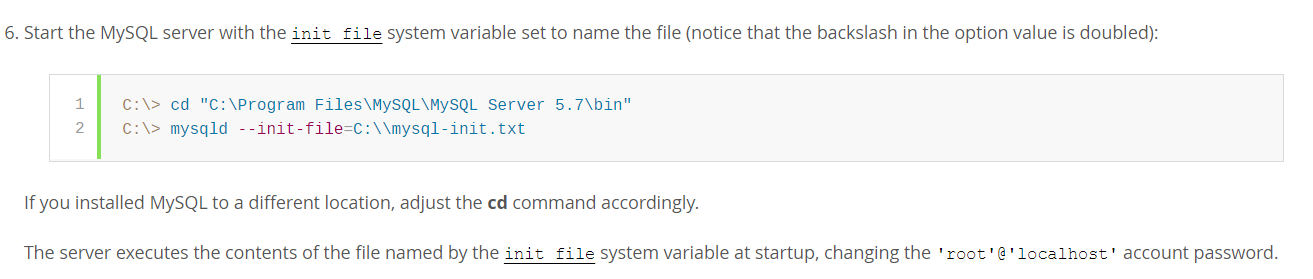 6. Start the MySQL server with the init_file system variable set to name the file (notice that the backslash in the option value is doubled):
1 C:\> cd "C:\Program Files\MySQL\MySQL Server 5.7\bin"
2 C:\> mysqld --init-file=C:\\mysql-init.txt
If you installed MySQL to a different location, adjust the cd command accordingly.
The server executes the contents of the file named by the init_file system variable at startup, changing the 'root'@'localhost' account password.